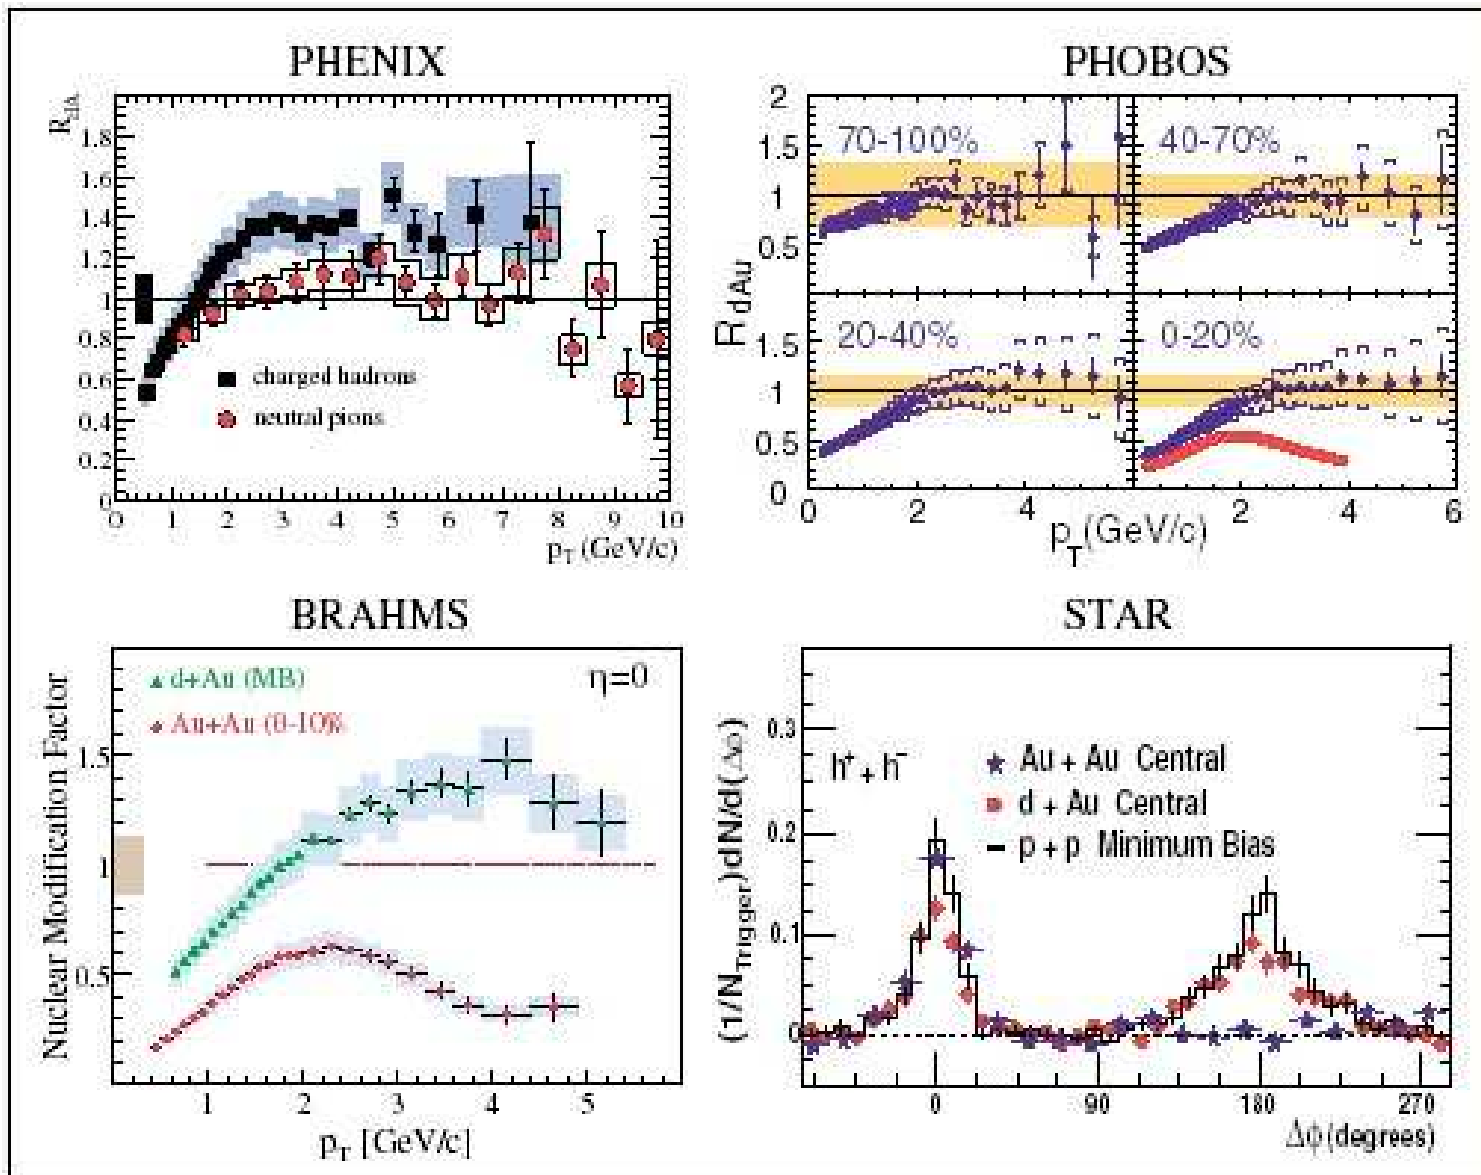 PHENIX
1.8
1.6
1.4
1.2
1
0.8
0.6
0.4
0.2
0
charged hadrons
neutral pions
0 1 2 3 4 5 6 7 8 9 10
p_T (GeV/c)
PHOBOS
R_dAu
2
1.5
1
0.5
1.5
1
0.5
0
70-100%
40-70%
20-40%
0-20%
0 2 4 2 4 6
p_T (GeV/c)
BRAHMS
Nuclear Modification Factor
1.5
1
0.5
d+Au (MB)
Au+Au (0-10%
η=0
1 2 3 4 5
p_T [GeV/c]
STAR
(1/N_Trigger)dN/d(Δφ)
0.3
0.2
0.1
0
h⁺ + h⁻
Au + Au Central
d + Au Central
p + p Minimum Bias
0 90 180 270
Δφ (degrees)